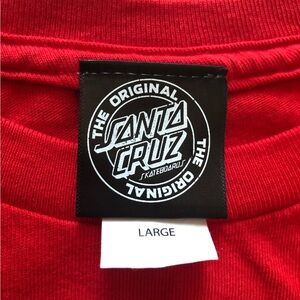 THE ORIGINAL
SANTA
CRUZ
SKATEBOARDS
THE ORIGINAL
LARGE